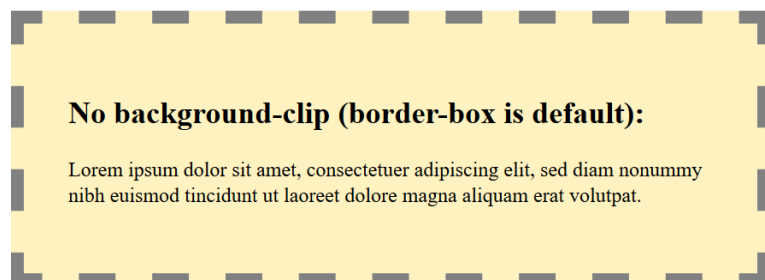 No background-clip (border-box is default):
Lorem ipsum dolor sit amet, consectetuer adipiscing elit, sed diam nonummy
nibh euismod tincidunt ut laoreet dolore magna aliquam erat volutpat.